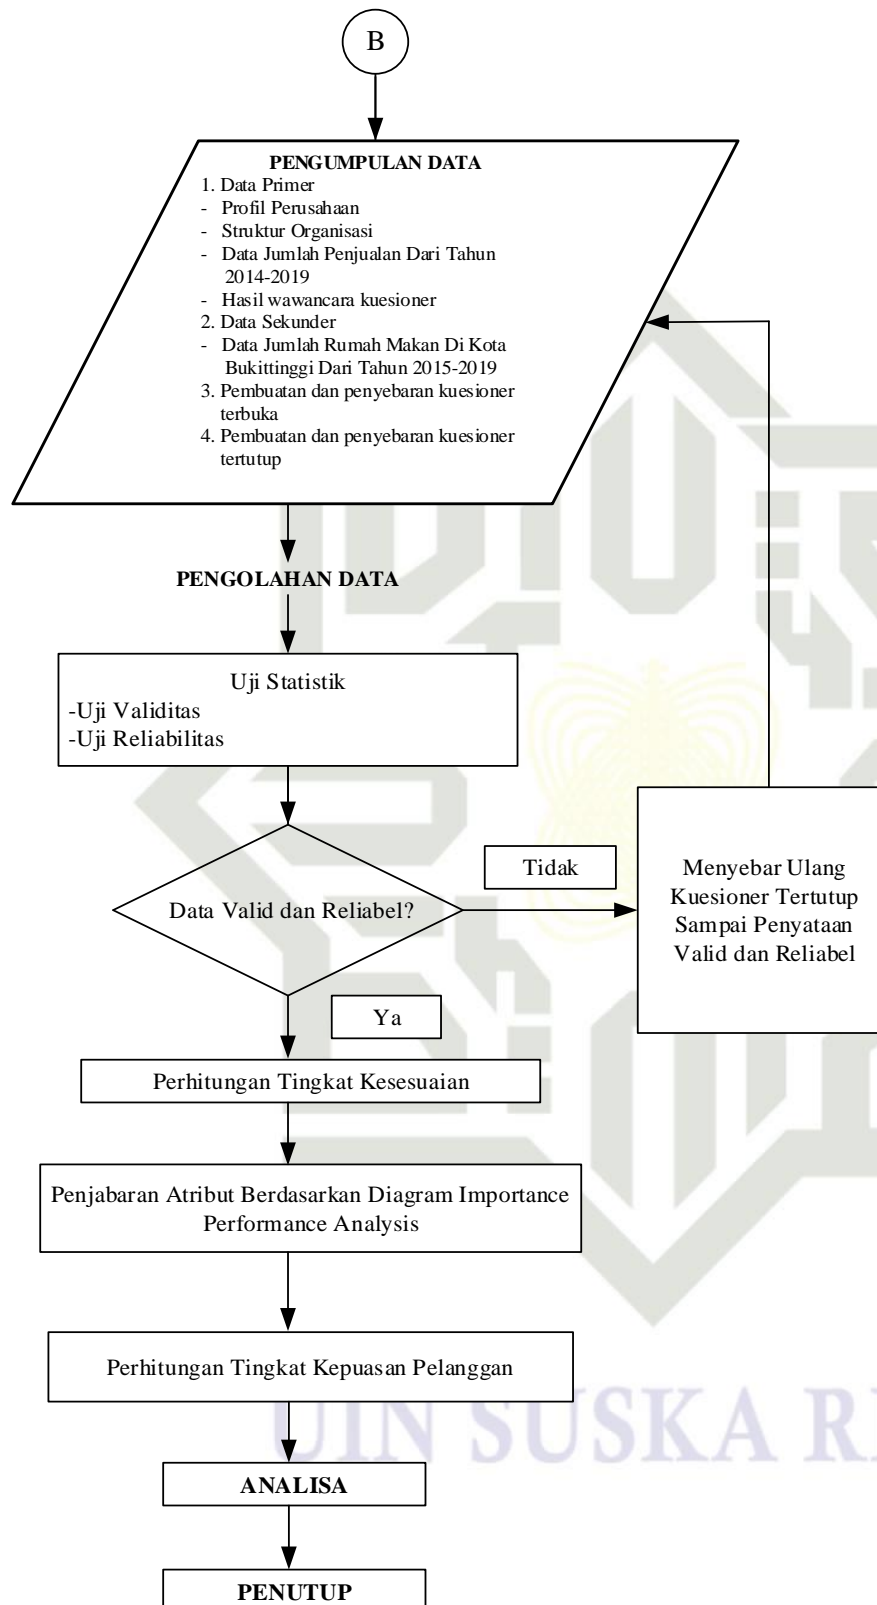 B
PENGUMPULAN DATA
1. Data Primer
- Profil Perusahaan
- Struktur Organisasi
- Data Jumlah Penjualan Dari Tahun
2014-2019
- Hasil wawancara kuesioner
2. Data Sekunder
- Data Jumlah Rumah Makan Di Kota
Bukittinggi Dari Tahun 2015-2019
3. Pembuatan dan penyebaran kuesioner
terbuka
4. Pembuatan dan penyebaran kuesioner
tertutup
PENGOLAHAN DATA
Uji Statistik
-Uji Validitas
-Uji Reliabilitas
Data Valid dan Reliabel?
Tidak
Menyebar Ulang
Kuesioner Tertutup
Sampai Penyataan
Valid dan Reliabel
Ya
Perhitungan Tingkat Kesesuaian
Penjabaran Atribut Berdasarkan Diagram Importance
Performance Analysis
Perhitungan Tingkat Kepuasan Pelanggan
UIN SUSKA RI
ANALISA
PENUTUP